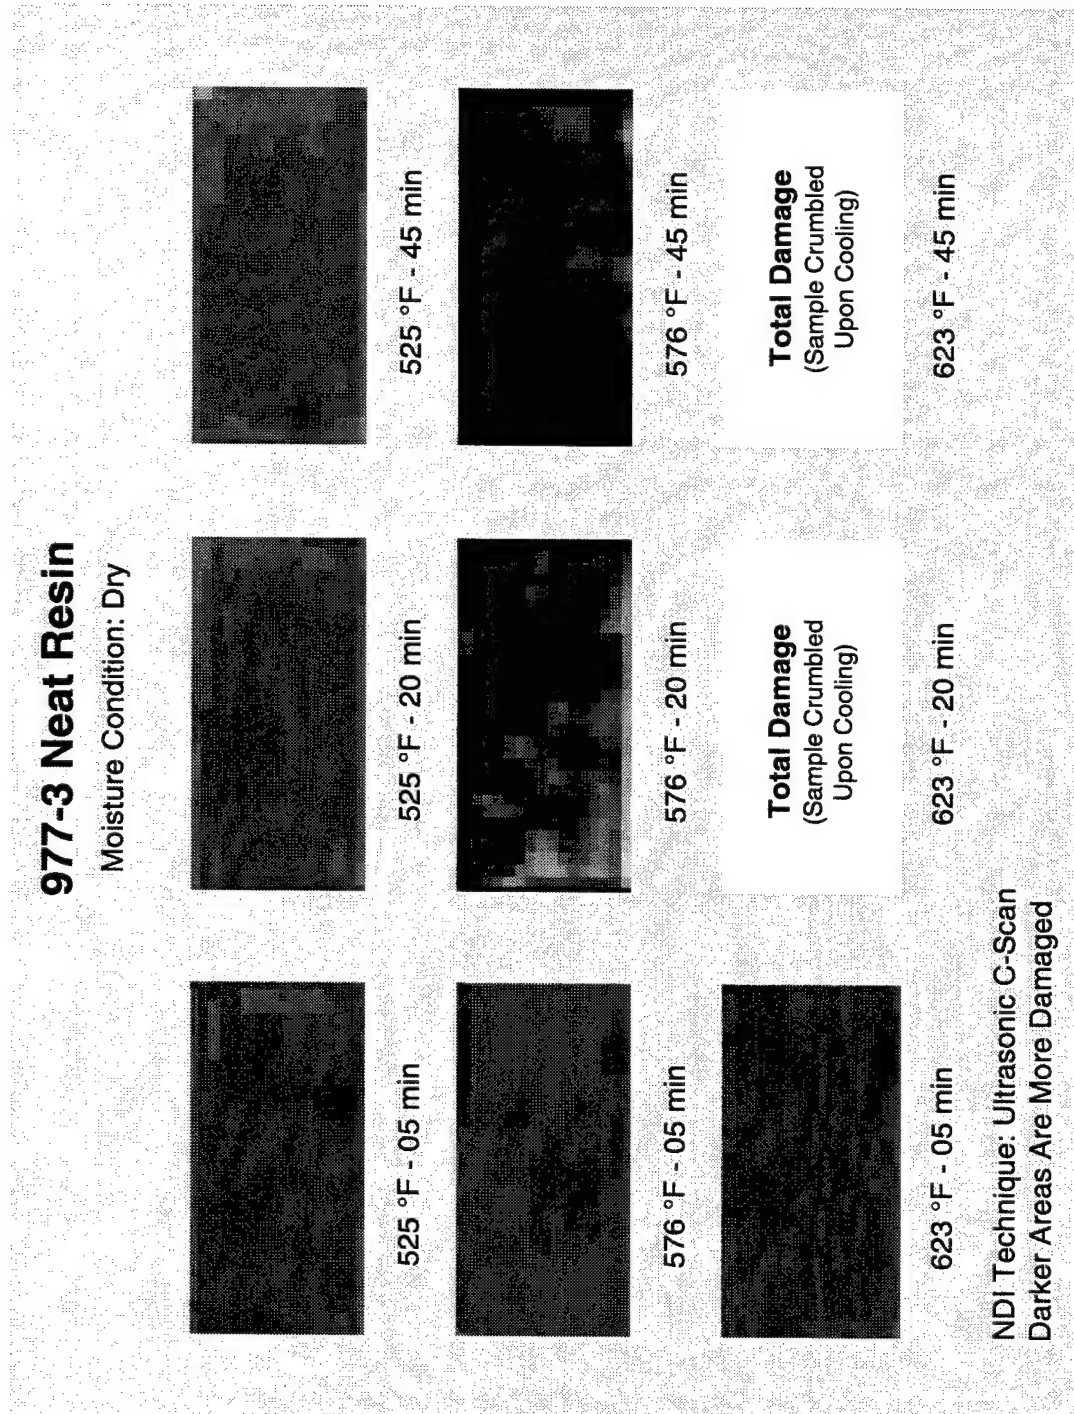 977-3 Neat Resin
Moisture Condition: Dry
525 °F - 05 min
525 °F - 20 min
525 °F - 45 min
576 °F - 05 min
576 °F - 20 min
576 °F - 45 min
Total Damage
(Sample Crumbled
Upon Cooling)
Total Damage
(Sample Crumbled
Upon Cooling)
623 °F - 05 min
623 °F - 20 min
623 °F - 45 min
NDI Technique: Ultrasonic C-Scan
Darker Areas Are More Damaged